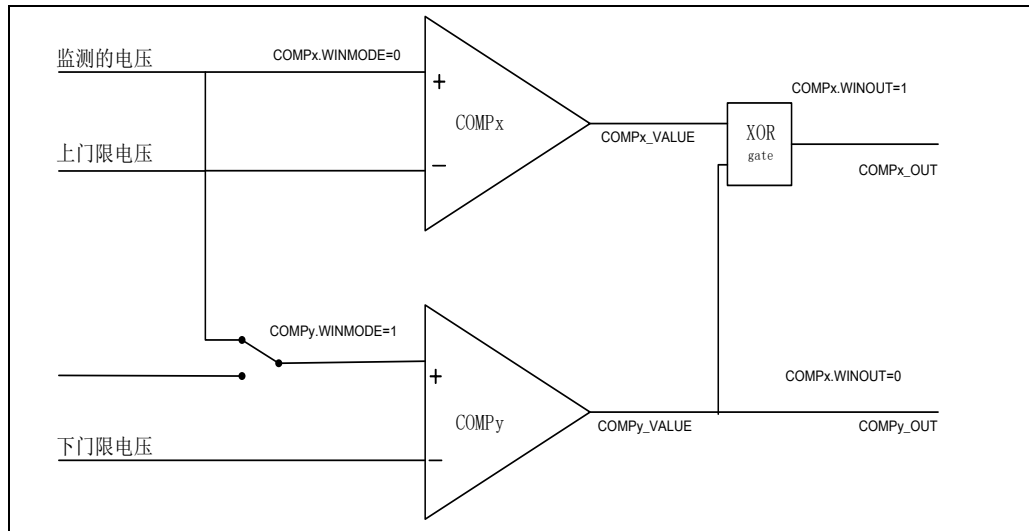 监测的电压
COMPx.WINMODE=0
COMPx.WINOUT=1
+
COMPx
COMPx_VALUE
XOR
gate
上门限电压
−
COMPx_OUT
COMPy.WINMODE=1
+
COMPx.WINOUT=0
COMPy
COMPy_VALUE
COMPy_OUT
下门限电压
−